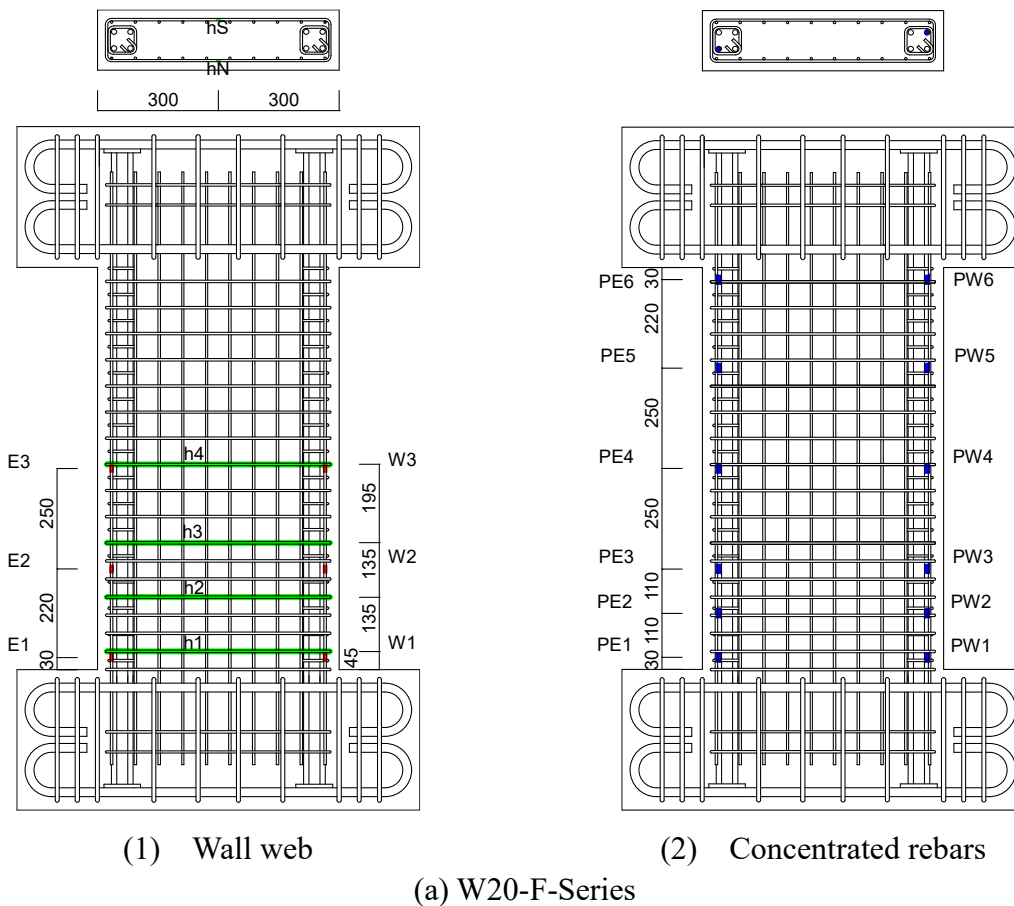 hS
hN
300 300
E3
E2
E1
250
220
30
h4
h3
h2
h1
W3
W2
W1
195
135
135
45
(1) Wall web
PE6
PE5
PE4
PE3
PE2
PE1
30
220
250
250
110
110
30
PW6
PW5
PW4
PW3
PW2
PW1
(2) Concentrated rebars
(a) W20-F-Series